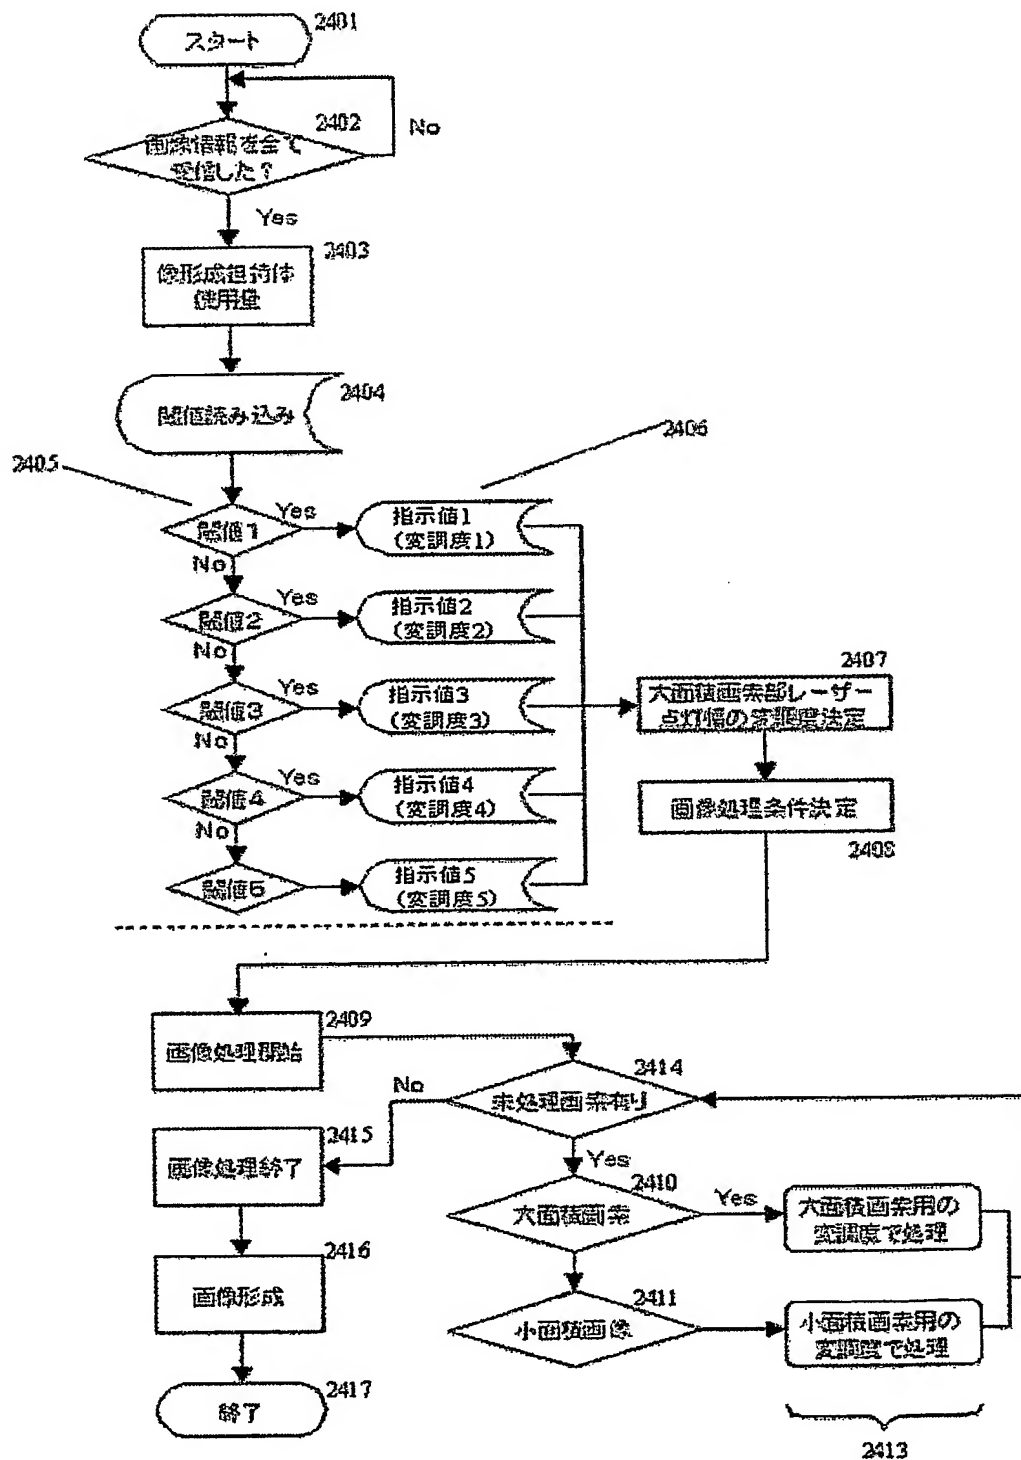 スタート
2401
2402
画像情報を全て
受信した?
No
Yes
2403
像形成担持体
使用量
2404
閾値読み込み
2405
2406
閾値1
Yes
No
指示値1
(変調度1)
閾値2
Yes
No
指示値2
(変調度2)
閾値3
Yes
No
指示値3
(変調度3)
閾値4
Yes
No
指示値4
(変調度4)
閾値5
指示値5
(変調度5)
2407
大面積画素部レーザー
点灯幅の変調度決定
画像処理条件決定
2408
2409
画像処理開始
2414
未処理画素有り
No
Yes
2415
画像処理終了
2410
大面積画素
Yes
大面積画素用の
変調度で処理
2416
画像形成
2411
小面積画像
小面積画素用の
変調度で処理
2417
終了
2413